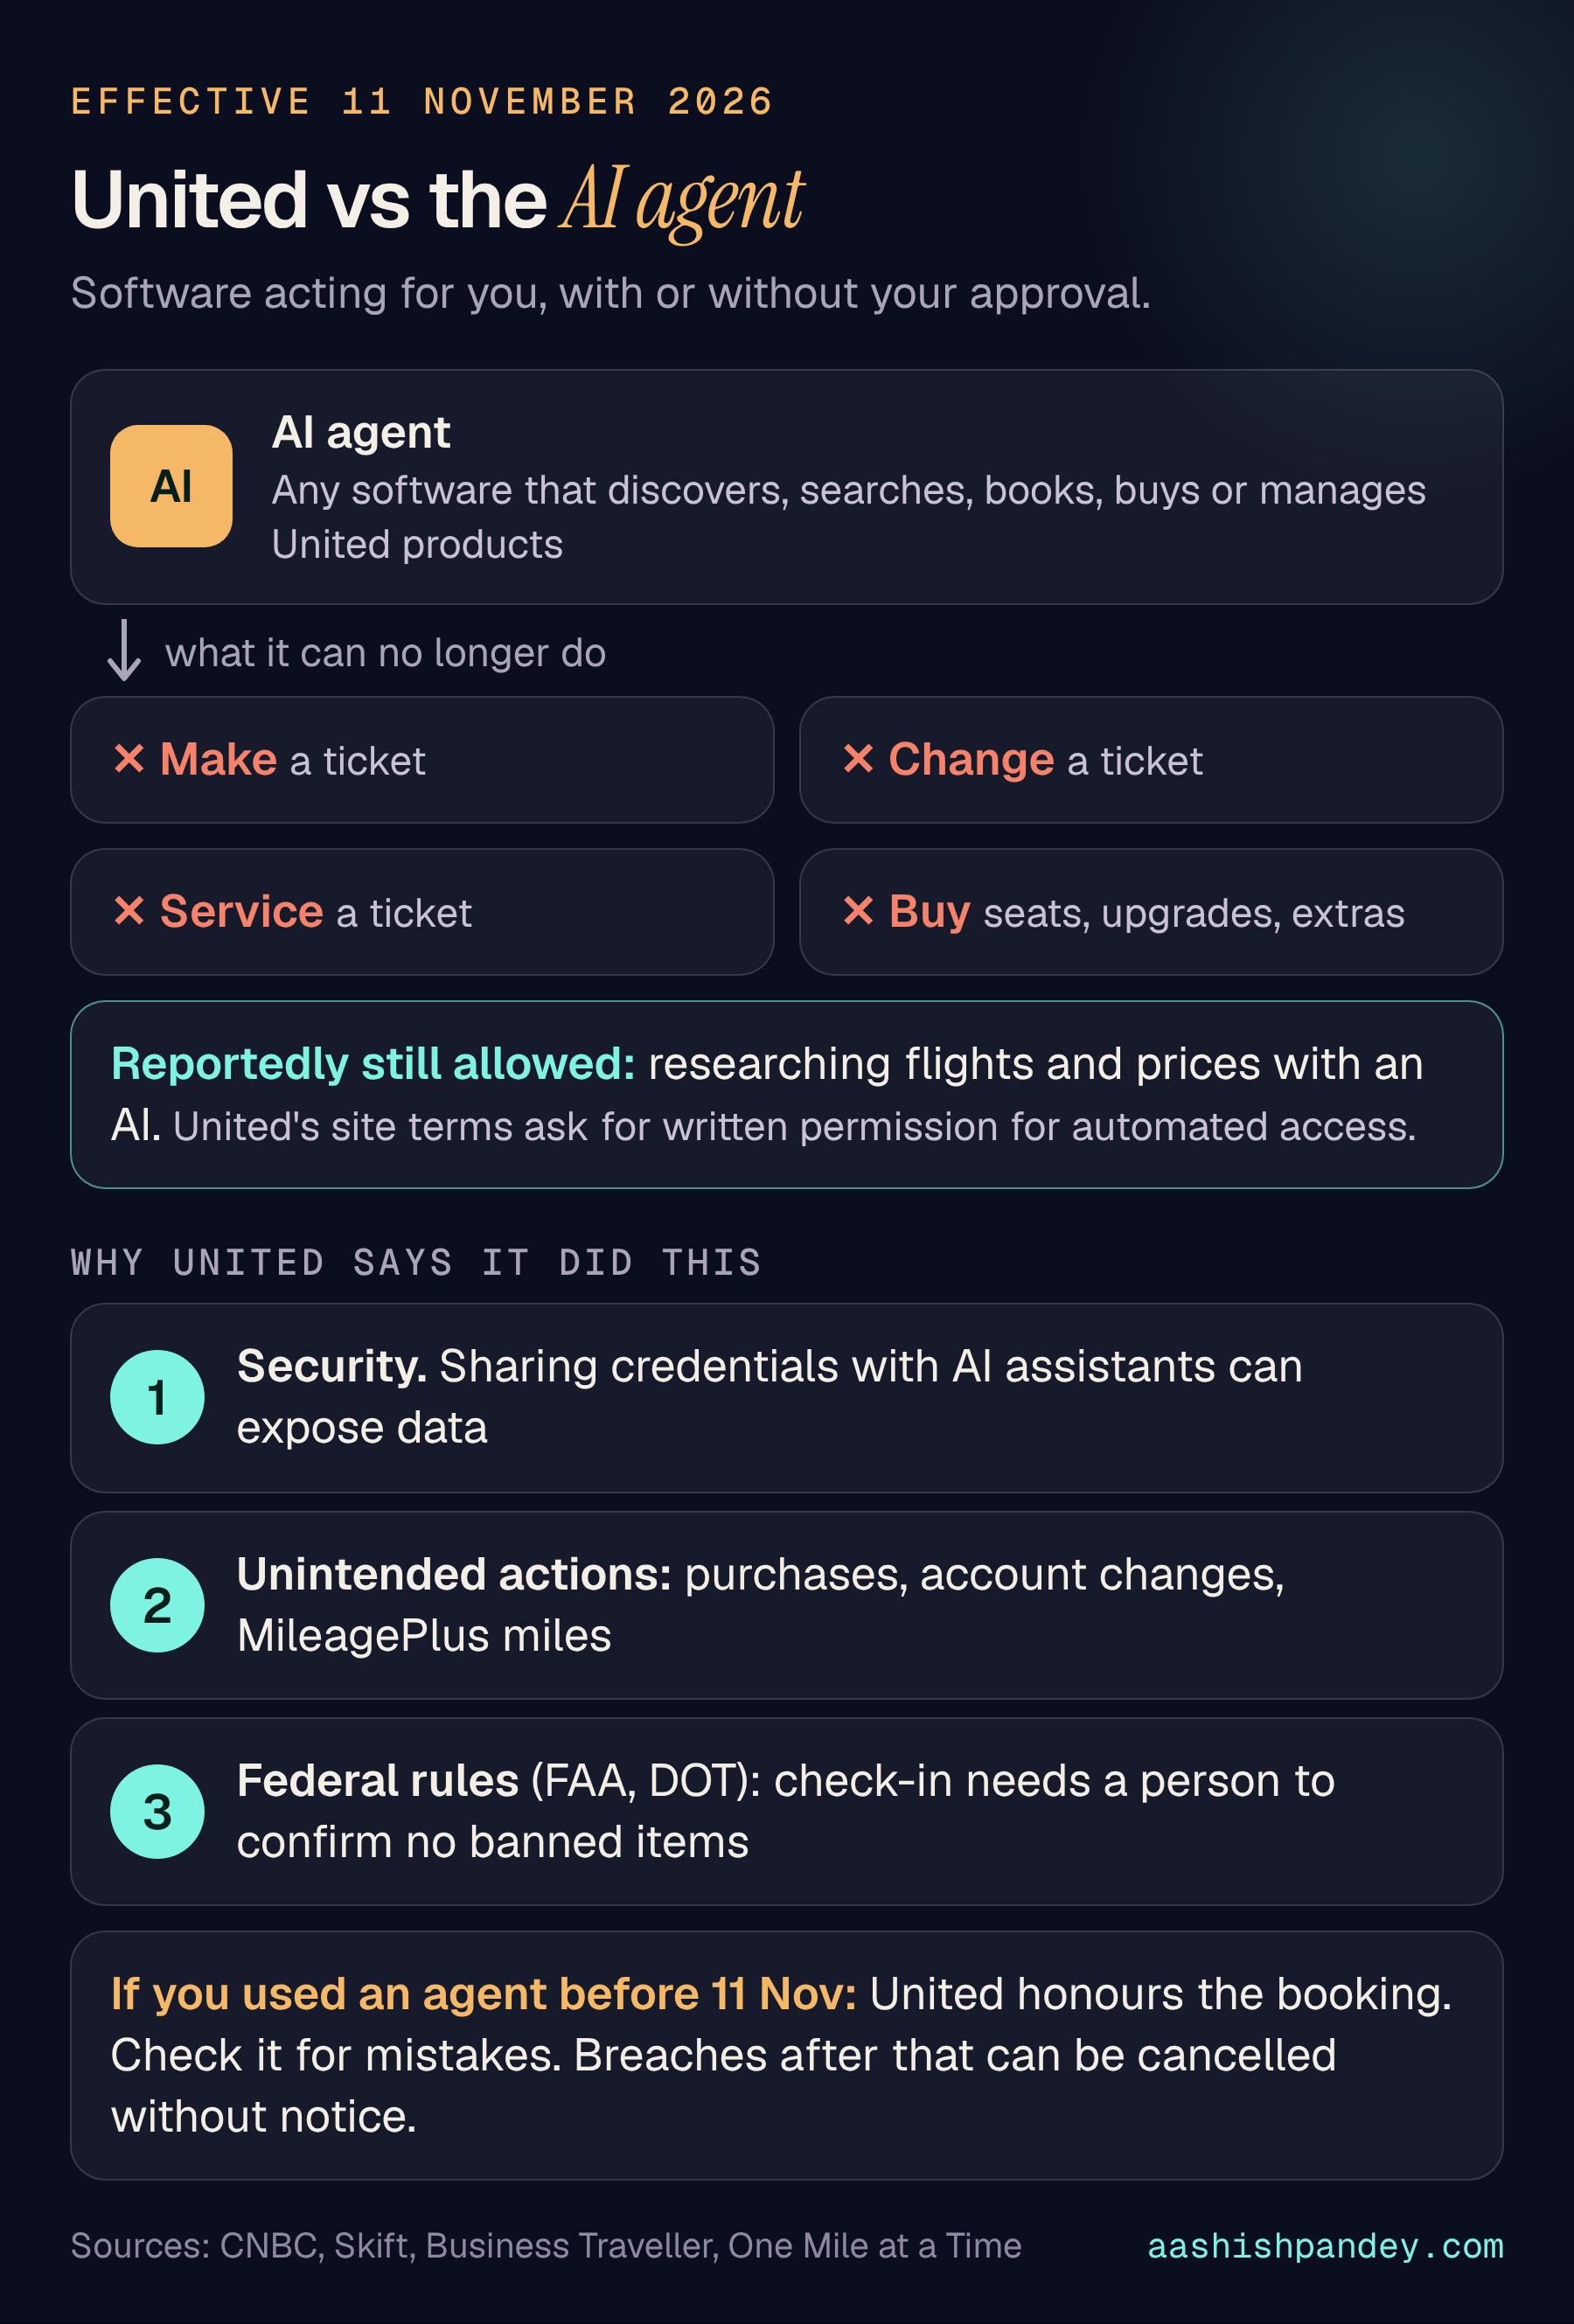 EFFECTIVE 11 NOVEMBER 2026
United vs the AI agent
Software acting for you, with or without your approval.
AI
AI agent
Any software that discovers, searches, books, buys or manages
United products
↓ what it can no longer do
✕ Make a ticket
✕ Change a ticket
✕ Service a ticket
✕ Buy seats, upgrades, extras
Reportedly still allowed: researching flights and prices with an
AI. United's site terms ask for written permission for automated access.
WHY UNITED SAYS IT DID THIS
1
Security. Sharing credentials with AI assistants can
expose data
2
Unintended actions: purchases, account changes,
MileagePlus miles
3
Federal rules (FAA, DOT): check-in needs a person to
confirm no banned items
If you used an agent before 11 Nov: United honours the booking.
Check it for mistakes. Breaches after that can be cancelled
without notice.
Sources: CNBC, Skift, Business Traveller, One Mile at a Time
aashishpandey.com